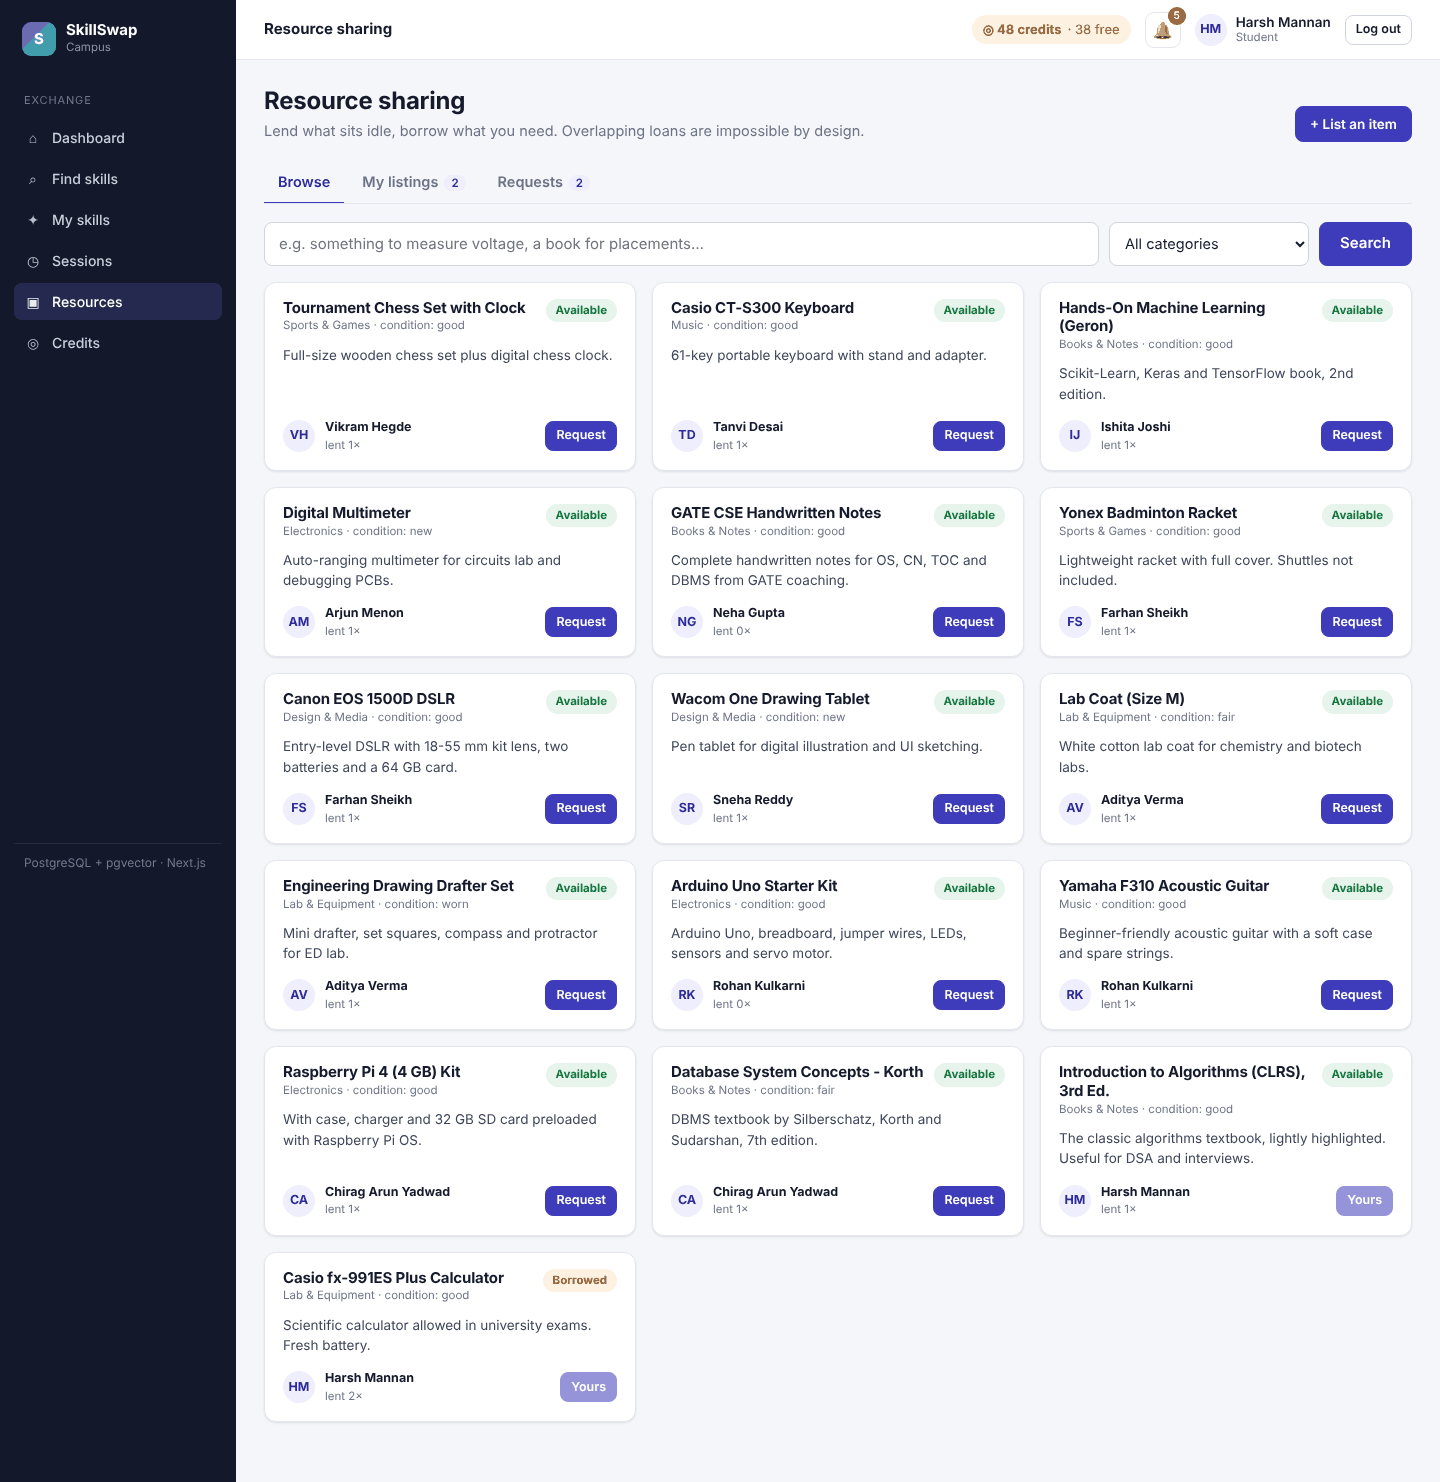 S
SkillSwap
Campus
EXCHANGE
Dashboard
Find skills
My skills
Sessions
Resources
Credits
PostgreSQL + pgvector · Next.js
Resource sharing
48 credits · 38 free
5
HM
Harsh Mannan
Student
Log out
Resource sharing
Lend what sits idle, borrow what you need. Overlapping loans are impossible by design.
+ List an item
Browse
My listings 2
Requests 2
e.g. something to measure voltage, a book for placements...
All categories
Search
Tournament Chess Set with Clock
Available
Sports & Games · condition: good
Full-size wooden chess set plus digital chess clock.
VH
Vikram Hegde
lent 1×
Request
Casio CT-S300 Keyboard
Available
Music · condition: good
61-key portable keyboard with stand and adapter.
TD
Tanvi Desai
lent 1×
Request
Hands-On Machine Learning
(Geron)
Available
Books & Notes · condition: good
Scikit-Learn, Keras and TensorFlow book, 2nd
edition.
IJ
Ishita Joshi
lent 1×
Request
Digital Multimeter
Available
Electronics · condition: new
Auto-ranging multimeter for circuits lab and
debugging PCBs.
AM
Arjun Menon
lent 1×
Request
GATE CSE Handwritten Notes
Available
Books & Notes · condition: good
Complete handwritten notes for OS, CN, TOC and
DBMS from GATE coaching.
NG
Neha Gupta
lent 0×
Request
Yonex Badminton Racket
Available
Sports & Games · condition: good
Lightweight racket with full cover. Shuttles not
included.
FS
Farhan Sheikh
lent 1×
Request
Canon EOS 1500D DSLR
Available
Design & Media · condition: good
Entry-level DSLR with 18-55 mm kit lens, two
batteries and a 64 GB card.
FS
Farhan Sheikh
lent 1×
Request
Wacom One Drawing Tablet
Available
Design & Media · condition: new
Pen tablet for digital illustration and UI sketching.
SR
Sneha Reddy
lent 1×
Request
Lab Coat (Size M)
Available
Lab & Equipment · condition: fair
White cotton lab coat for chemistry and biotech
labs.
AV
Aditya Verma
lent 1×
Request
Engineering Drawing Drafter Set
Available
Lab & Equipment · condition: worn
Mini drafter, set squares, compass and protractor
for ED lab.
AV
Aditya Verma
lent 1×
Request
Arduino Uno Starter Kit
Available
Electronics · condition: good
Arduino Uno, breadboard, jumper wires, LEDs,
sensors and servo motor.
RK
Rohan Kulkarni
lent 0×
Request
Yamaha F310 Acoustic Guitar
Available
Music · condition: good
Beginner-friendly acoustic guitar with a soft case
and spare strings.
RK
Rohan Kulkarni
lent 1×
Request
Raspberry Pi 4 (4 GB) Kit
Available
Electronics · condition: good
With case, charger and 32 GB SD card preloaded
with Raspberry Pi OS.
CA
Chirag Arun Yadwad
lent 1×
Request
Database System Concepts - Korth
Available
Books & Notes · condition: fair
DBMS textbook by Silberschatz, Korth and
Sudarshan, 7th edition.
CA
Chirag Arun Yadwad
lent 1×
Request
Introduction to Algorithms (CLRS),
3rd Ed.
Available
Books & Notes · condition: good
The classic algorithms textbook, lightly highlighted.
Useful for DSA and interviews.
HM
Harsh Mannan
lent 1×
Yours
Casio fx-991ES Plus Calculator
Borrowed
Lab & Equipment · condition: good
Scientific calculator allowed in university exams.
Fresh battery.
HM
Harsh Mannan
lent 2×
Yours